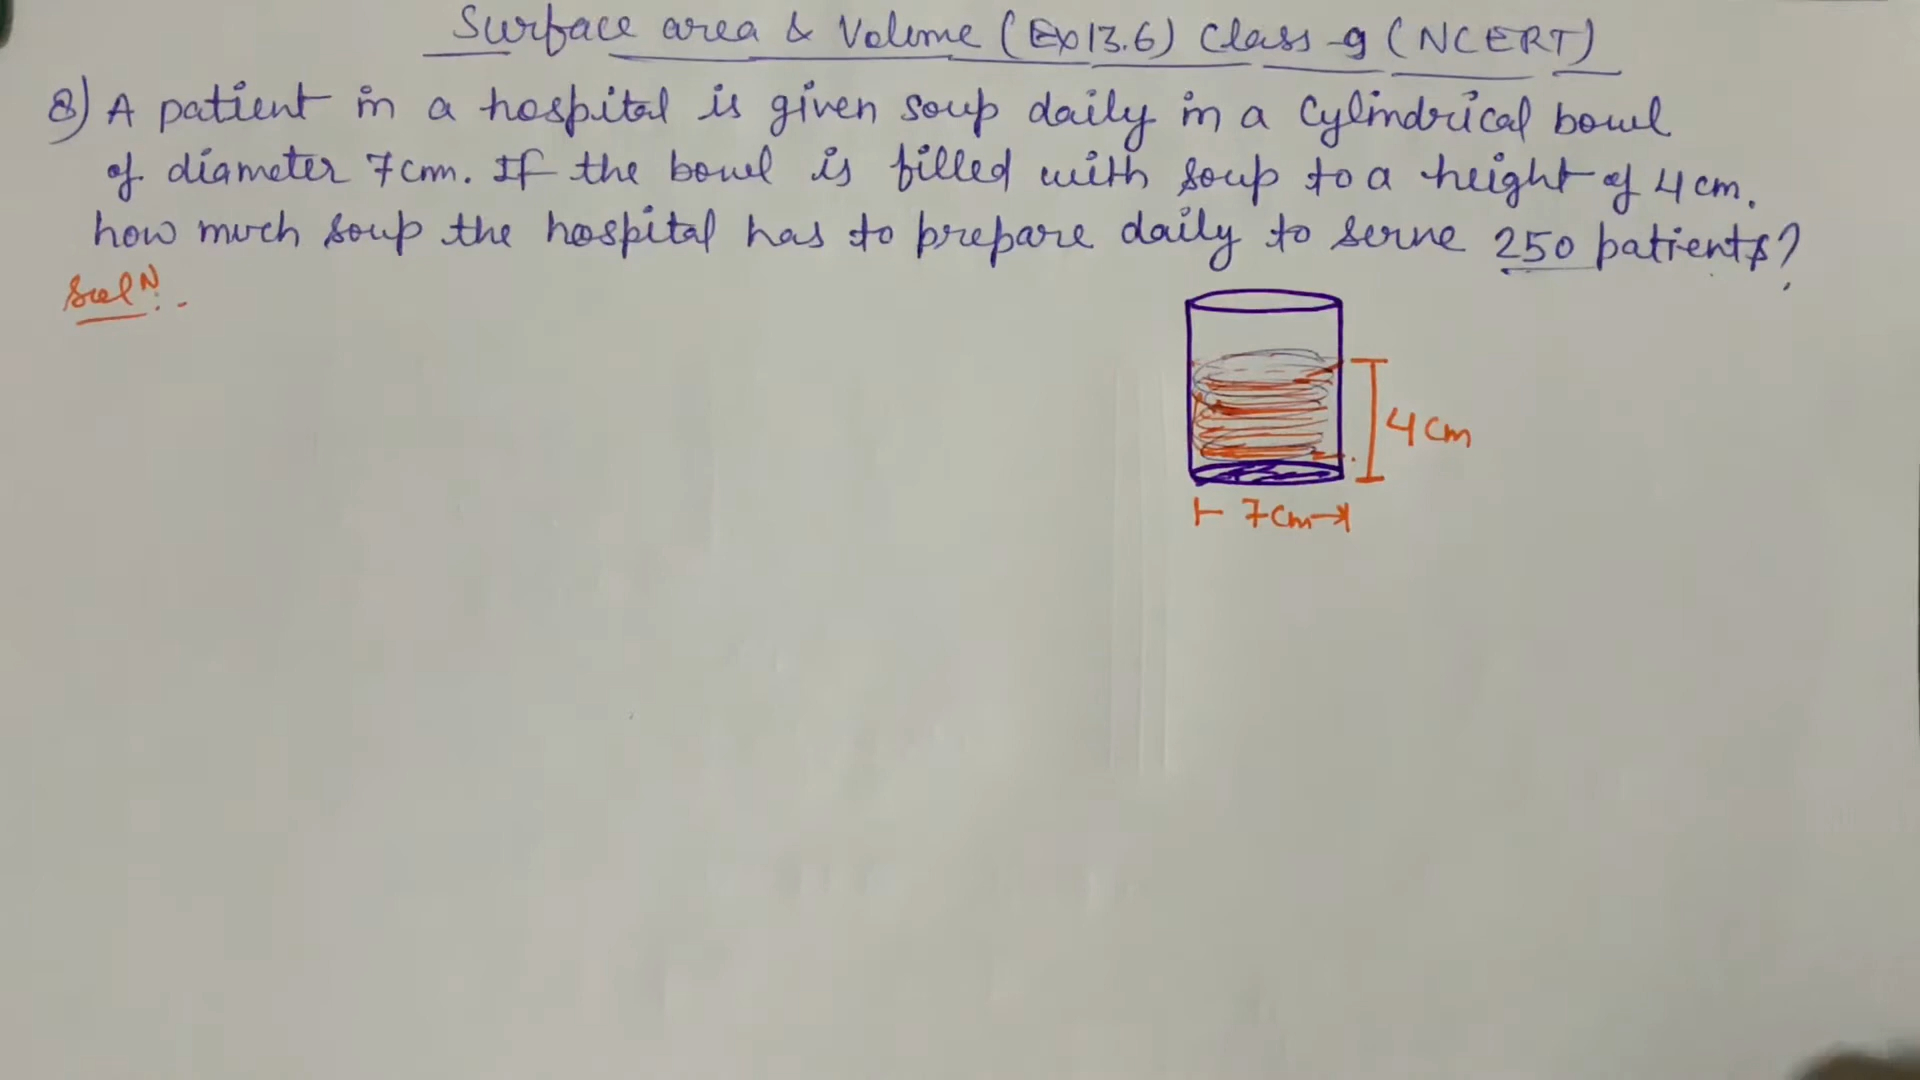 Surface area & Volume (Ex13.6) Class-9 (NCERT)
8) A patient in a hospital is given soup daily in a Cylindrical bowl
of diameter 7cm. If the bowl is filled with soup to a height of 4cm.
how much soup the hospital has to prepare daily to serve 250 patients?
SolN:-
4cm
7cm